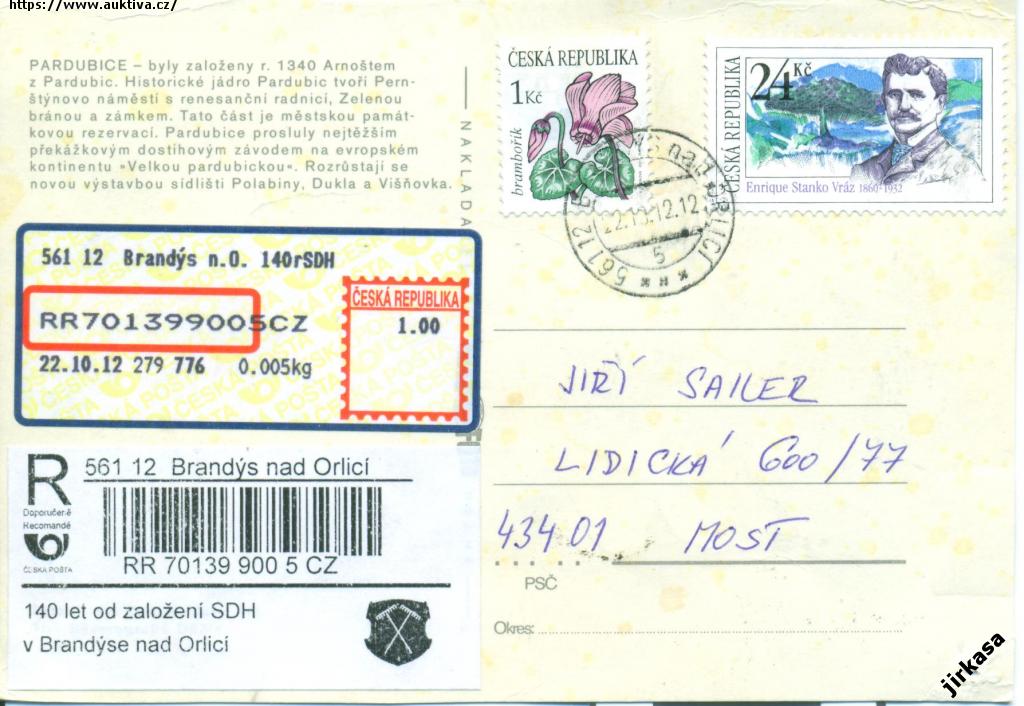 https://www.auktiva.cz/
PARDUBICE – byly založeny r. 1340 Arnoštem
z Pardubic. Historické jádro Pardubic tvoří Pern-
štýnovo náměstí s renesanční radnicí, Zelenou
bránou a zámkem. Tato část je městskou památ-
kovou rezervací. Pardubice prosluly nejtěžším
překážkovým dostihovým závodem na evropském
kontinentu »Velkou pardubickou«. Rozrůstají se
novou výstavbou sídlišti Polabiny, Dukla a Višňovka.
NAKLADA
ČESKÁ REPUBLIKA
1 Kč
brambořík
ČESKÁ REPUBLIKA
24 Kč
Enrique Stanko Vráz 1860-1932
561 12
5
561 12 Brandýs n.O. 140rSDH
RR701399005CZ
22.10.12 279 776 0.005kg
ČESKÁ REPUBLIKA
1.00
ČESKÁ POŠTA
R
Doporučeně
Recomandé
ČESKÁ POŠTA
561 12 Brandýs nad Orlicí
RR 70139 900 5 CZ
140 let od založení SDH
v Brandýse nad Orlicí
JIŘÍ SAILER
LIDICKÁ 600/77
434 01 MOST
PSČ
Okres:
jirkasa